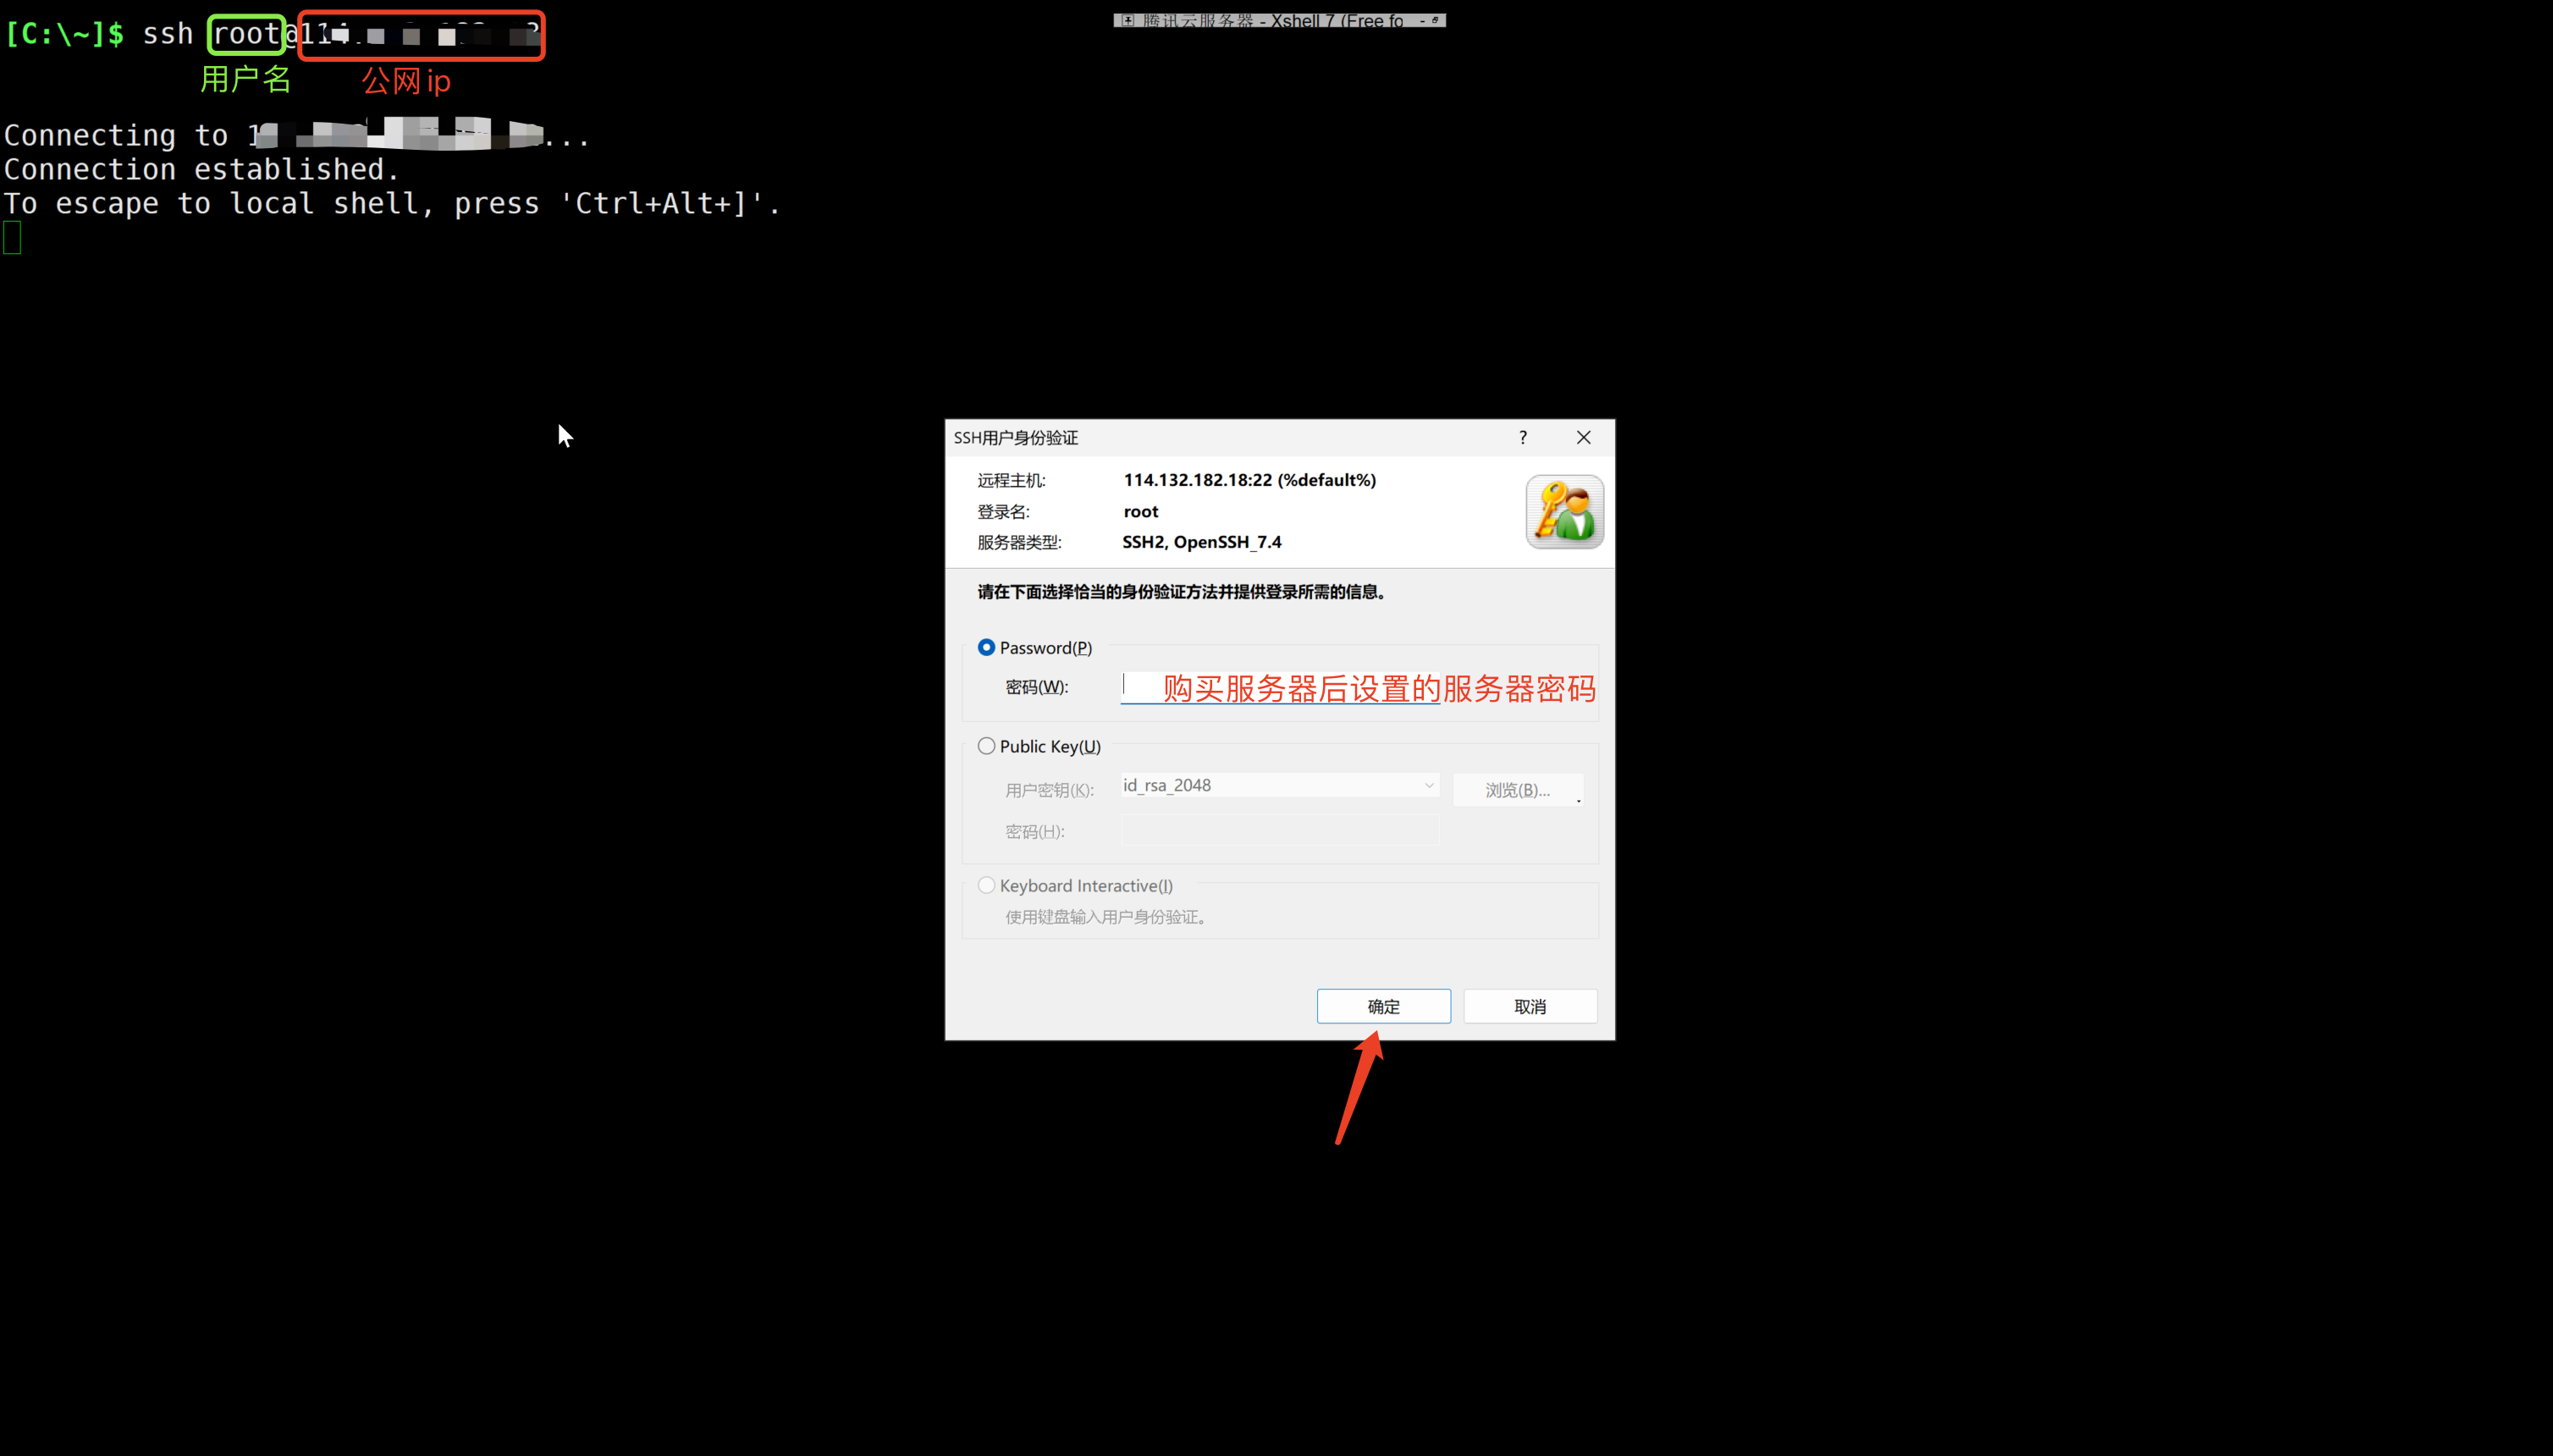 腾讯云服务器 - Xshell 7 (Free fo
[C:\~]$ ssh root@114.
用户名 公网ip
Connecting to 1 ...
Connection established.
To escape to local shell, press 'Ctrl+Alt+]'.
SSH用户身份验证 ?
远程主机: 114.132.182.18:22 (%default%)
登录名: root
服务器类型: SSH2, OpenSSH_7.4
请在下面选择恰当的身份验证方法并提供登录所需的信息。
Password(P)
密码(W): 购买服务器后设置的服务器密码
Public Key(U)
用户密钥(K): id_rsa_2048 浏览(B)...
密码(H):
Keyboard Interactive(I)
使用键盘输入用户身份验证。
确定 取消